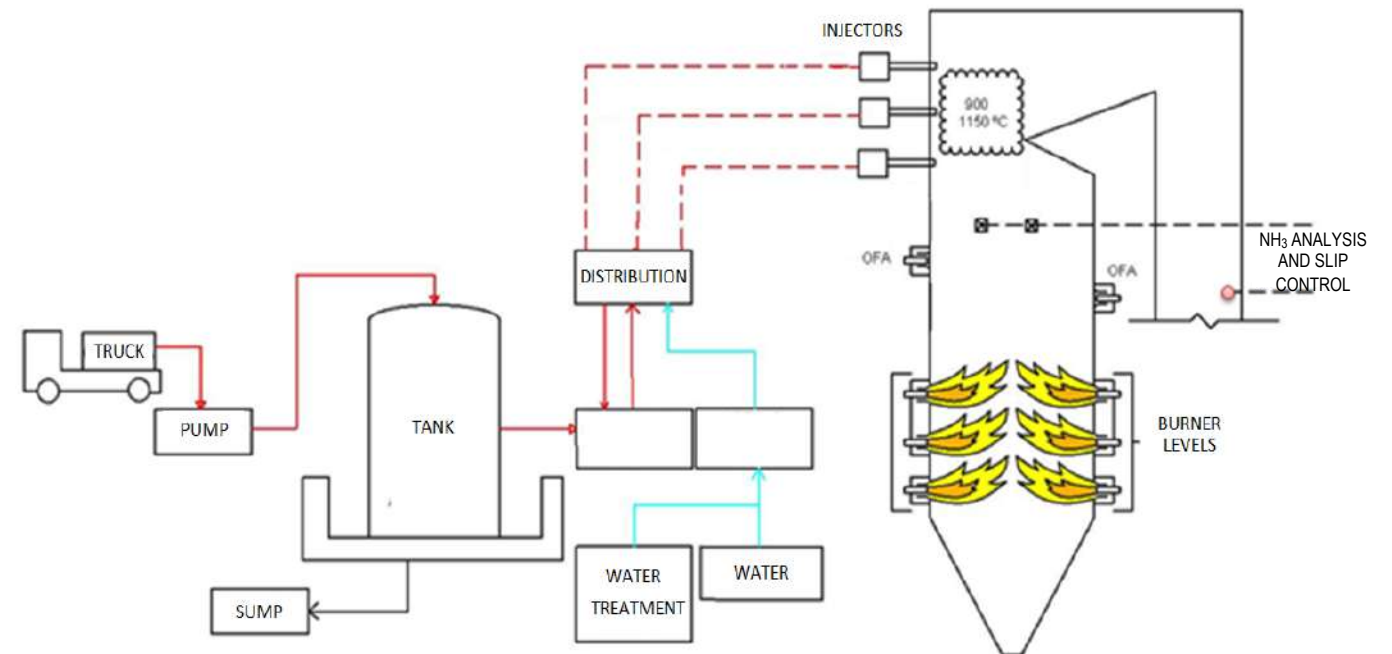 INJECTORS
900
1150 ºC
NH₃ ANALYSIS
AND SLIP
CONTROL
OFA
OFA
DISTRIBUTION
TRUCK
PUMP
TANK
BURNER
LEVELS
WATER
TREATMENT
WATER
SUMP